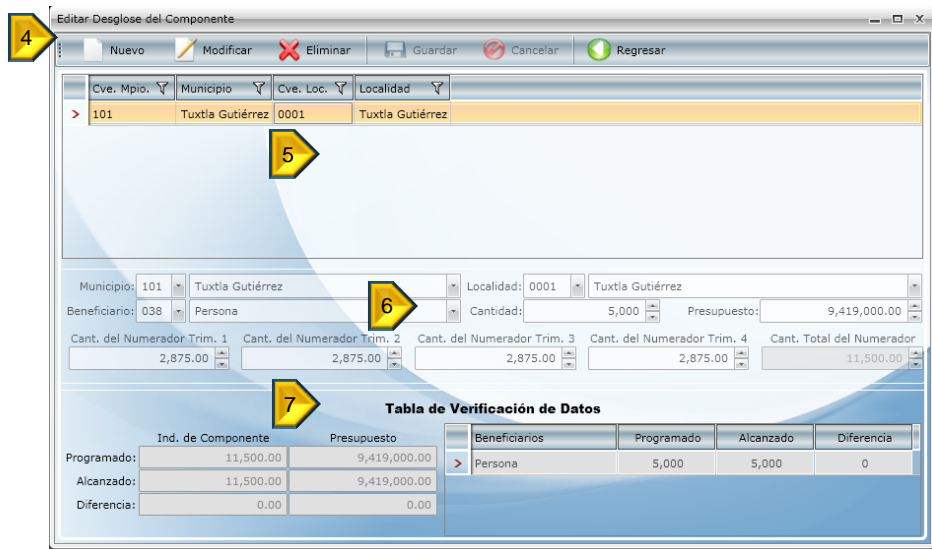 Editar Desglose del Componente
4
Nuevo Modificar Eliminar Guardar Cancelar Regresar
Cve. Mpio. Municipio Cve. Loc. Localidad
101 Tuxtla Gutiérrez 0001 Tuxtla Gutiérrez
5
Municipio: 101 Tuxtla Gutiérrez Localidad: 0001 Tuxtla Gutiérrez
6
Beneficiario: 038 Persona Cantidad: 5,000 Presupuesto: 9,419,000.00
Cant. del Numerador Trim. 1 Cant. del Numerador Trim. 2 Cant. del Numerador Trim. 3 Cant. del Numerador Trim. 4 Cant. Total del Numerador
2,875.00 2,875.00 2,875.00 2,875.00 11,500.00
7
Tabla de Verificación de Datos
Ind. de Componente Presupuesto Beneficiarios Programado Alcanzado Diferencia
Programado: 11,500.00 9,419,000.00 Persona 5,000 5,000 0
Alcanzado: 11,500.00 9,419,000.00
Diferencia: 0.00 0.00